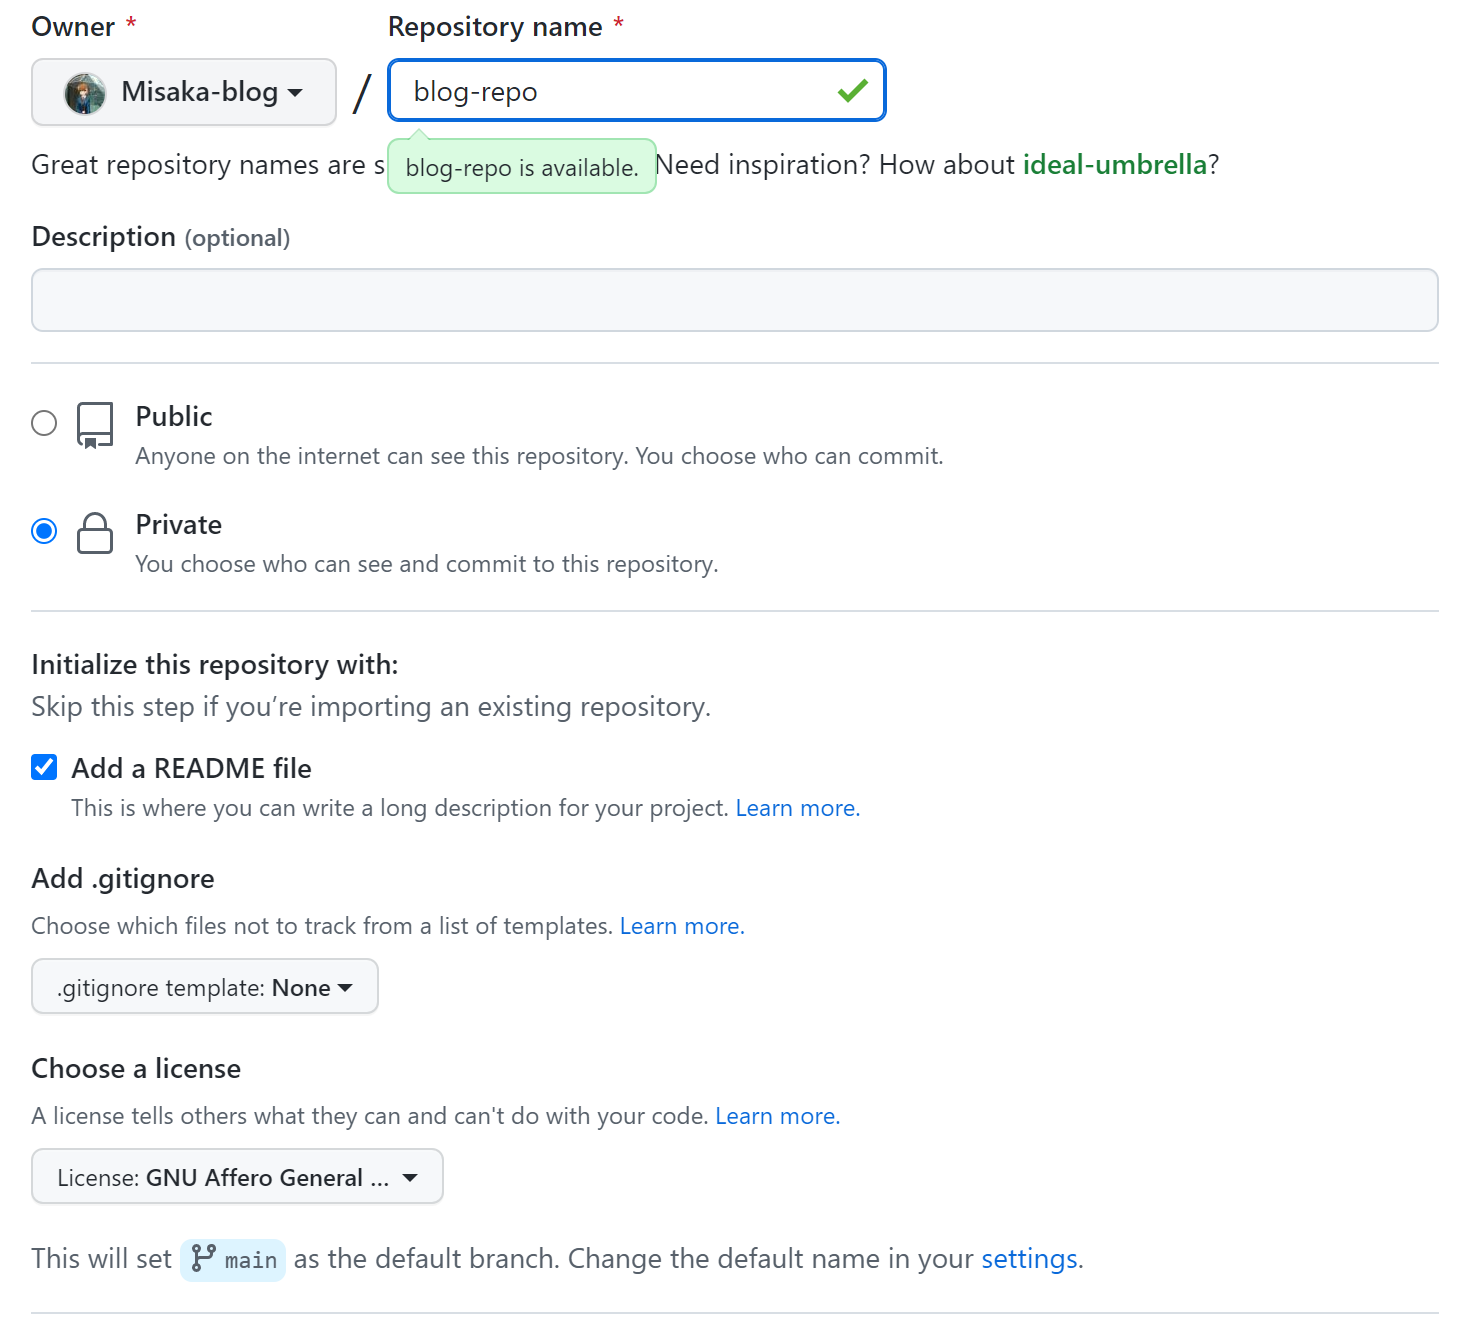 Owner *
Repository name *
Misaka-blog
/
blog-repo
Great repository names are s
blog-repo is available.
Need inspiration? How about ideal-umbrella?
Description (optional)
Public
Anyone on the internet can see this repository. You choose who can commit.
Private
You choose who can see and commit to this repository.
Initialize this repository with:
Skip this step if you’re importing an existing repository.
Add a README file
This is where you can write a long description for your project. Learn more.
Add .gitignore
Choose which files not to track from a list of templates. Learn more.
.gitignore template: None
Choose a license
A license tells others what they can and can't do with your code. Learn more.
License: GNU Affero General ...
This will set main as the default branch. Change the default name in your settings.